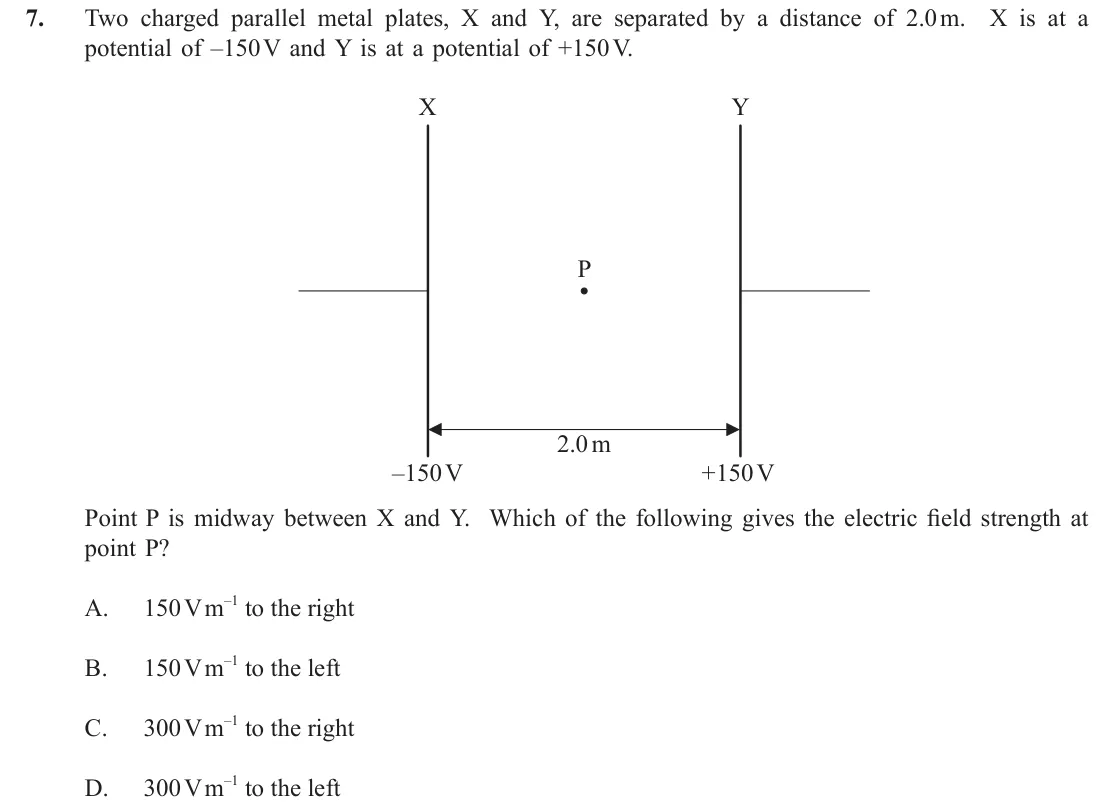 7. Two charged parallel metal plates, X and Y, are separated by a distance of 2.0 m. X is at a
potential of –150 V and Y is at a potential of +150 V.
X Y
P
2.0 m
–150 V +150 V
Point P is midway between X and Y. Which of the following gives the electric field strength at
point P?
A. 150 V m⁻¹ to the right
B. 150 V m⁻¹ to the left
C. 300 V m⁻¹ to the right
D. 300 V m⁻¹ to the left